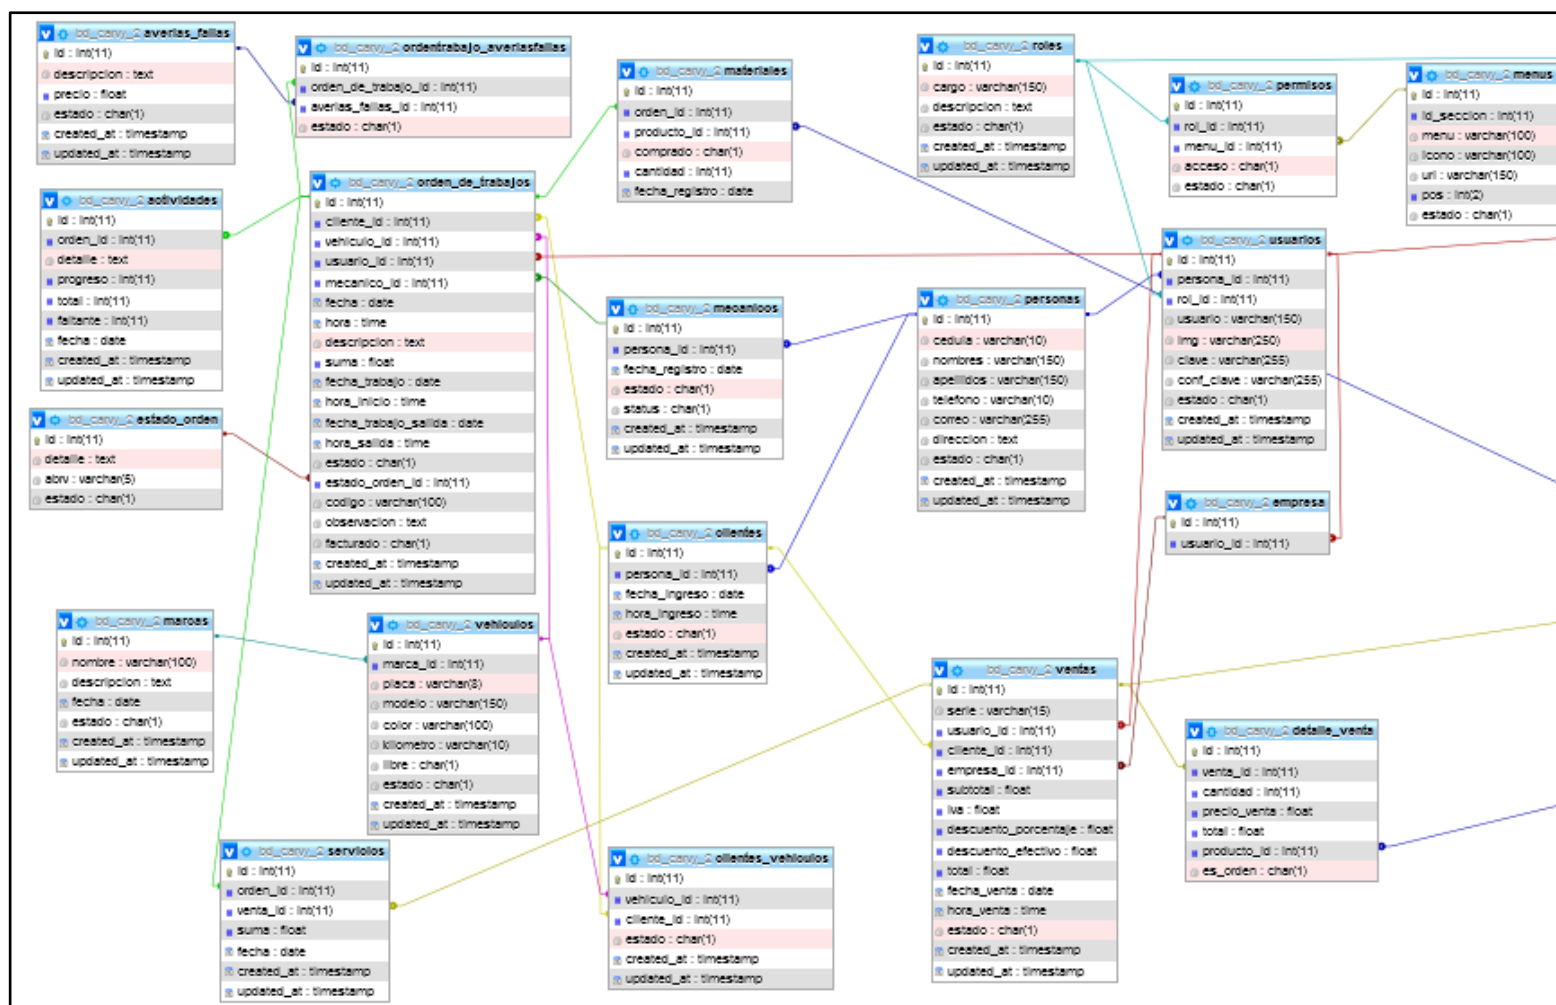 bd_carvy_2 averias_fallas
id : int(11)
descripcion : text
precio : float
estado : char(1)
created_at : timestamp
updated_at : timestamp
bd_carvy_2 ordentrabajo_averiasfallas
id : int(11)
orden_de_trabajo_id : int(11)
averias_fallas_id : int(11)
estado : char(1)
bd_carvy_2 materiales
id : int(11)
orden_id : int(11)
producto_id : int(11)
comprado : char(1)
cantidad : int(11)
fecha_registro : date
bd_carvy_2 roles
id : int(11)
cargo : varchar(150)
descripcion : text
estado : char(1)
created_at : timestamp
updated_at : timestamp
bd_carvy_2 permisos
id : int(11)
rol_id : int(11)
menu_id : int(11)
acceso : char(1)
estado : char(1)
bd_carvy_2 menus
id : int(11)
id_seccion : int(11)
menu : varchar(100)
icono : varchar(100)
url : varchar(150)
pos : int(2)
estado : char(1)
bd_carvy_2 actividades
id : int(11)
orden_id : int(11)
detalle : text
progreso : int(11)
total : int(11)
faltante : int(11)
fecha : date
created_at : timestamp
updated_at : timestamp
bd_carvy_2 orden_de_trabajos
id : int(11)
cliente_id : int(11)
vehiculo_id : int(11)
usuario_id : int(11)
mecanico_id : int(11)
fecha : date
hora : time
descripcion : text
suma : float
fecha_trabajo : date
hora_inicio : time
fecha_trabajo_salida : date
hora_salida : time
estado : char(1)
estado_orden_id : int(11)
codigo : varchar(100)
observacion : text
facturado : char(1)
created_at : timestamp
updated_at : timestamp
bd_carvy_2 mecanicos
id : int(11)
persona_id : int(11)
fecha_registro : date
estado : char(1)
status : char(1)
created_at : timestamp
updated_at : timestamp
bd_carvy_2 personas
id : int(11)
cedula : varchar(10)
nombres : varchar(150)
apellidos : varchar(150)
telefono : varchar(10)
correo : varchar(255)
direccion : text
estado : char(1)
created_at : timestamp
updated_at : timestamp
bd_carvy_2 usuarios
id : int(11)
persona_id : int(11)
rol_id : int(11)
usuario : varchar(150)
img : varchar(250)
clave : varchar(255)
conf_clave : varchar(255)
estado : char(1)
created_at : timestamp
updated_at : timestamp
bd_carvy_2 estado_orden
id : int(11)
detalle : text
abrv : varchar(5)
estado : char(1)
bd_carvy_2 empresa
id : int(11)
usuario_id : int(11)
bd_carvy_2 clientes
id : int(11)
persona_id : int(11)
fecha_ingreso : date
hora_ingreso : time
estado : char(1)
created_at : timestamp
updated_at : timestamp
bd_carvy_2 marcas
id : int(11)
nombre : varchar(100)
descripcion : text
fecha : date
estado : char(1)
created_at : timestamp
updated_at : timestamp
bd_carvy_2 vehiculos
id : int(11)
marca_id : int(11)
placa : varchar(8)
modelo : varchar(150)
color : varchar(100)
kilometro : varchar(10)
libre : char(1)
estado : char(1)
created_at : timestamp
updated_at : timestamp
bd_carvy_2 ventas
id : int(11)
serie : varchar(15)
usuario_id : int(11)
cliente_id : int(11)
empresa_id : int(11)
subtotal : float
iva : float
descuento_porcentaje : float
descuento_efectivo : float
total : float
fecha_venta : date
hora_venta : time
estado : char(1)
created_at : timestamp
updated_at : timestamp
bd_carvy_2 detalle_venta
id : int(11)
venta_id : int(11)
cantidad : int(11)
precio_venta : float
total : float
producto_id : int(11)
es_orden : char(1)
bd_carvy_2 servicios
id : int(11)
orden_id : int(11)
venta_id : int(11)
suma : float
fecha : date
created_at : timestamp
updated_at : timestamp
bd_carvy_2 clientes_vehiculos
id : int(11)
vehiculo_id : int(11)
cliente_id : int(11)
estado : char(1)
created_at : timestamp
updated_at : timestamp